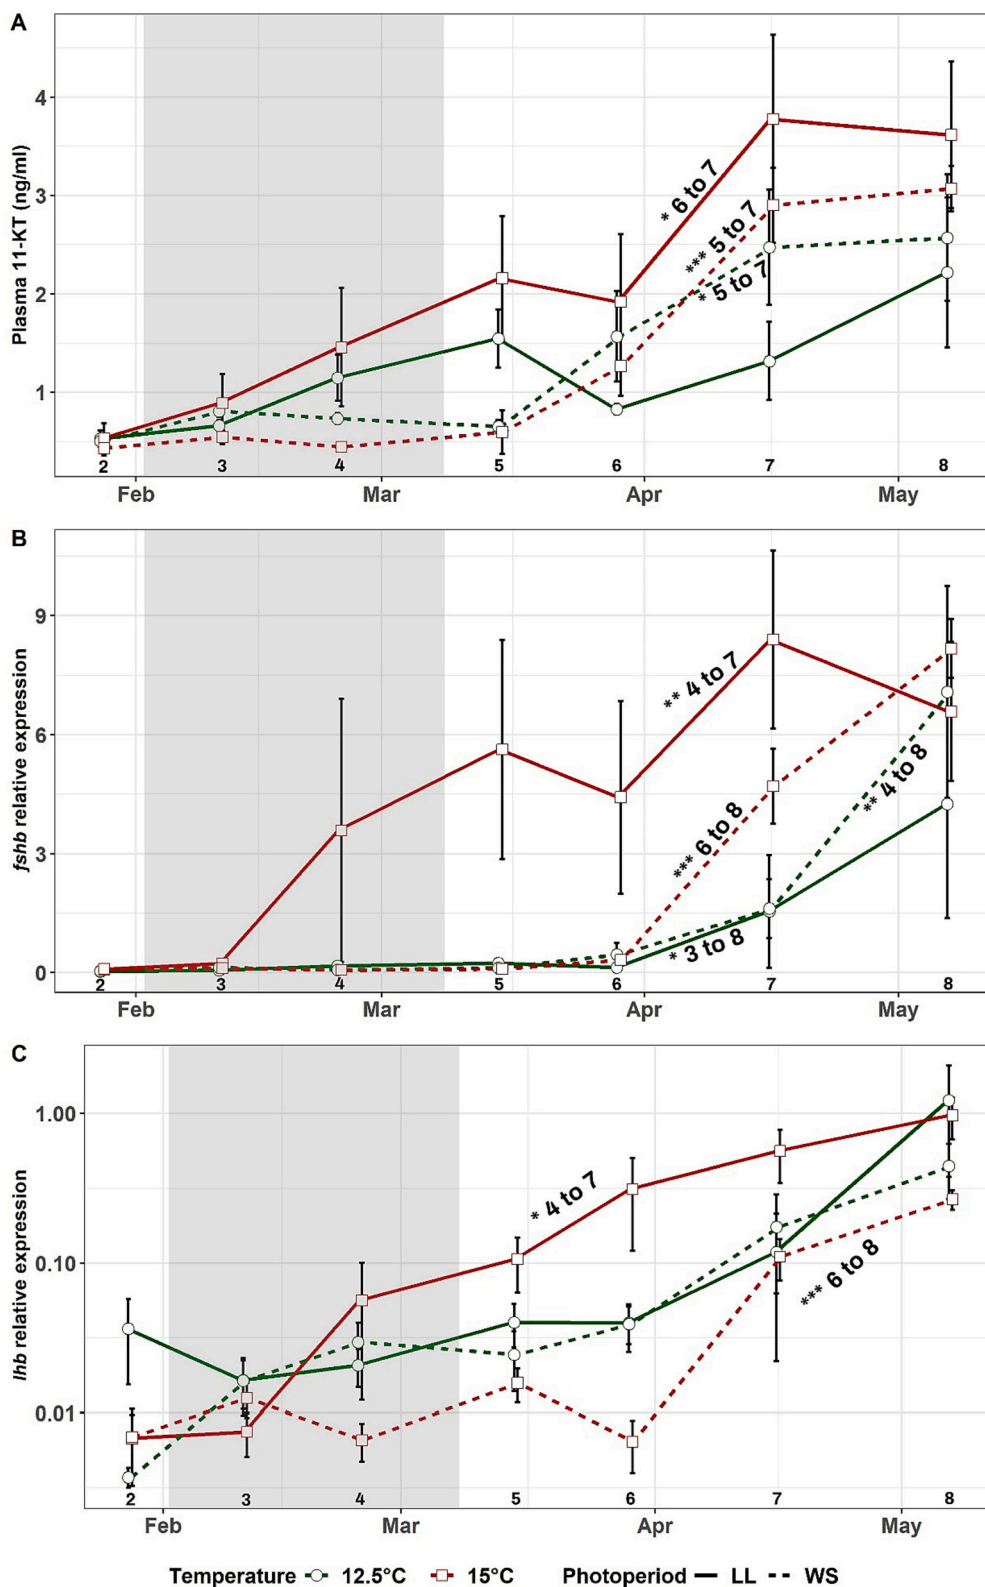 A
Plasma 11-KT (ng/ml)
4
3
2
1
* 6 to 7
*** 5 to 7
* 5 to 7
2 3 4 5 6 7 8
Feb Mar Apr May
B
fshb relative expression
9
6
3
0
** 4 to 7
*** 6 to 8
** 4 to 8
* 3 to 8
2 3 4 5 6 7 8
Feb Mar Apr May
C
lhb relative expression
1.00
0.10
0.01
* 4 to 7
*** 6 to 8
2 3 4 5 6 7 8
Feb Mar Apr May
Temperature 12.5°C 15°C Photoperiod LL WS